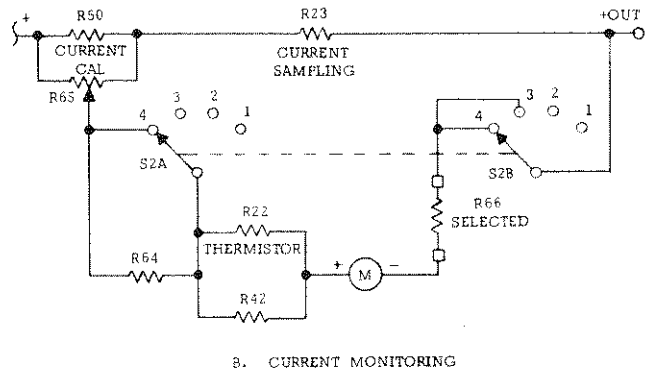 + R50 R23 +OUT
CURRENT CURRENT
CAL SAMPLING
R65
4 3 2 1 4 3 2 1
S2A S2B
R66
SELECTED
R22
THERMISTOR
R64 + M -
R42
B. CURRENT MONITORING